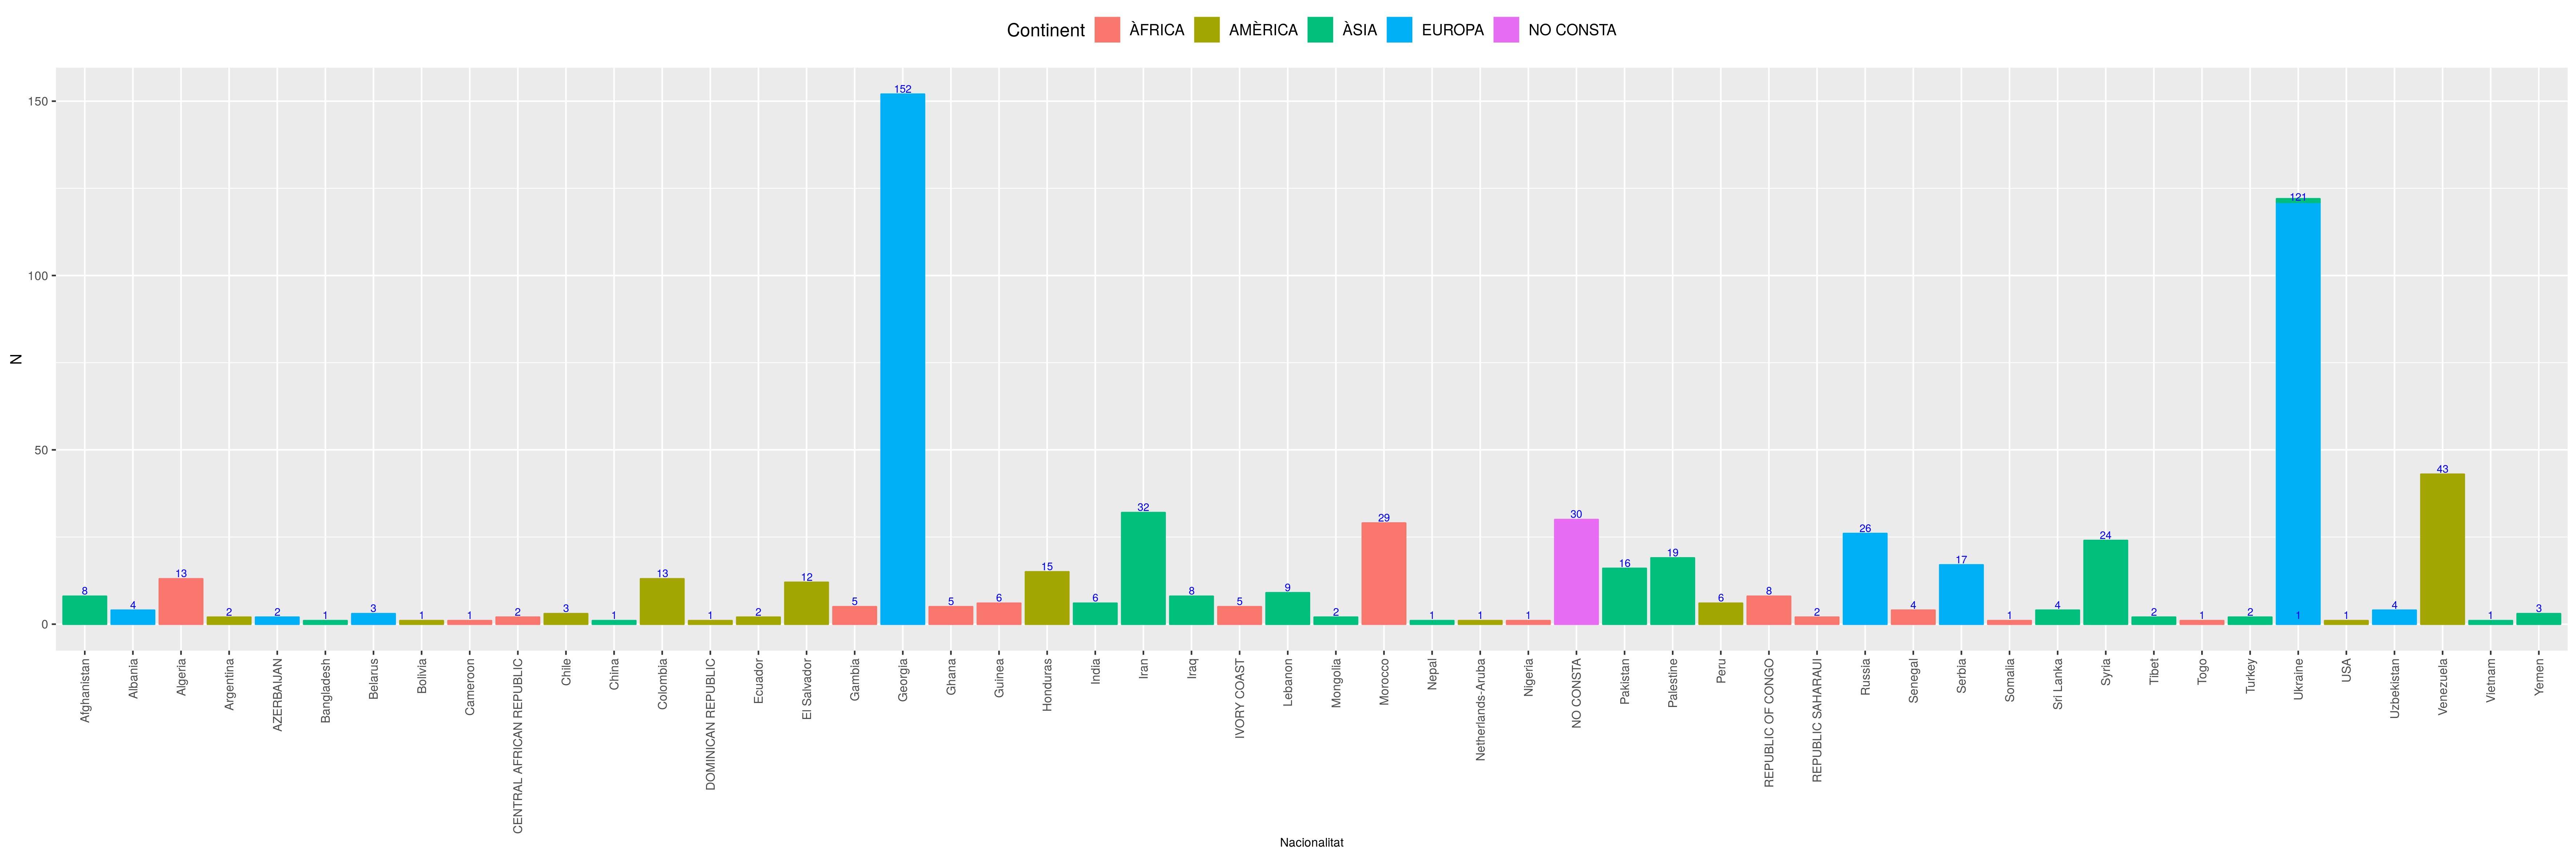 Continent ÀFRICA AMÈRICA ÀSIA EUROPA NO CONSTA
N
150
100
50
0
8 4 13 2 2 1 3 1 1 2 3 1 13 1 2 12 5 152 5 6 15 6 32 8 5 9 2 29 1 1 1 30 16 19 6 8 2 26 4 17 1 4 24 2 1 2 121 1 1 4 43 1 3
Afghanistan
Albania
Algeria
Argentina
AZERBAIJAN
Bangladesh
Belarus
Bolivia
Cameroon
CENTRAL AFRICAN REPUBLIC
Chile
China
Colombia
DOMINICAN REPUBLIC
Ecuador
El Salvador
Gambia
Georgia
Ghana
Guinea
Honduras
India
Iran
Iraq
IVORY COAST
Lebanon
Mongolia
Morocco
Nepal
Netherlands-Aruba
Nigeria
NO CONSTA
Pakistan
Palestine
Peru
REPUBLIC OF CONGO
REPUBLIC SAHARAUI
Russia
Senegal
Serbia
Somalia
Sri Lanka
Syria
Tibet
Togo
Turkey
Ukraine
USA
Uzbekistan
Venezuela
Vietnam
Yemen
Nacionalitat